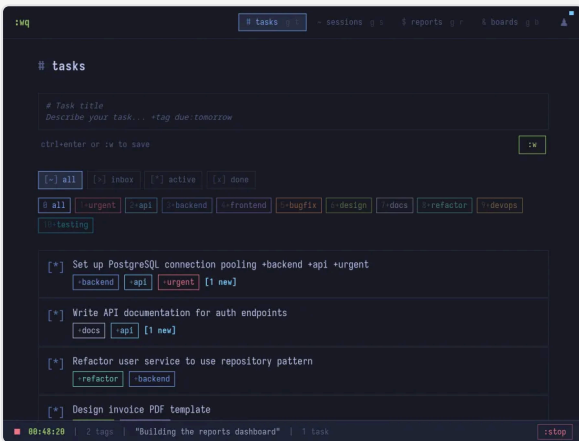 :wq
# tasks g t
~ sessions g s
$ reports g r
& boards g b
# tasks
# Task title
Describe your task... +tag due:tomorrow
ctrl+enter or :w to save
:w
[~] all
inbox
[*] active
done
0 all
1+urgent
2+api
3+backend
4+frontend
5+bugfix
6+design
7+docs
8+refactor
9+devops
10+testing
[*] Set up PostgreSQL connection pooling +backend +api +urgent
+backend +api +urgent [1 new]
[*] Write API documentation for auth endpoints
+docs +api [1 new]
[*] Refactor user service to use repository pattern
+refactor +backend
[*] Design invoice PDF template
00:48:20 | 2 tags | "Building the reports dashboard" | 1 task
:stop